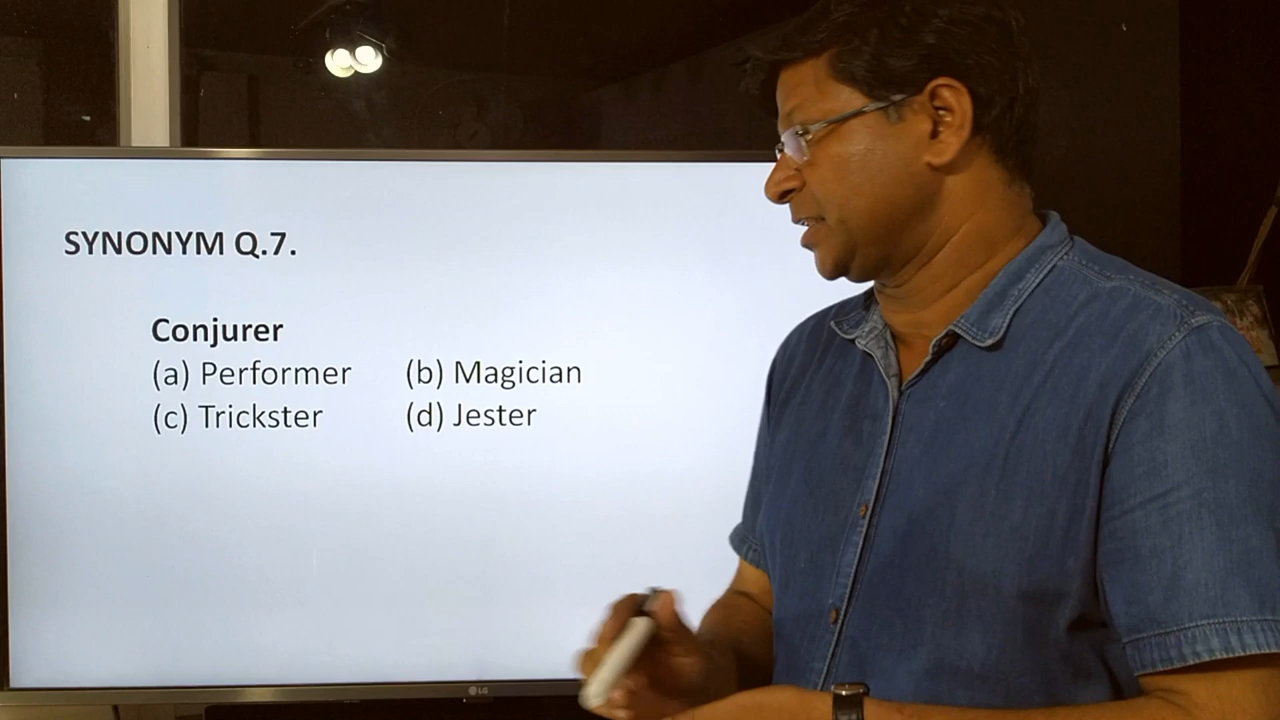 SYNONYM Q.7.
Conjurer
(a) Performer (b) Magician
(c) Trickster (d) Jester
LG